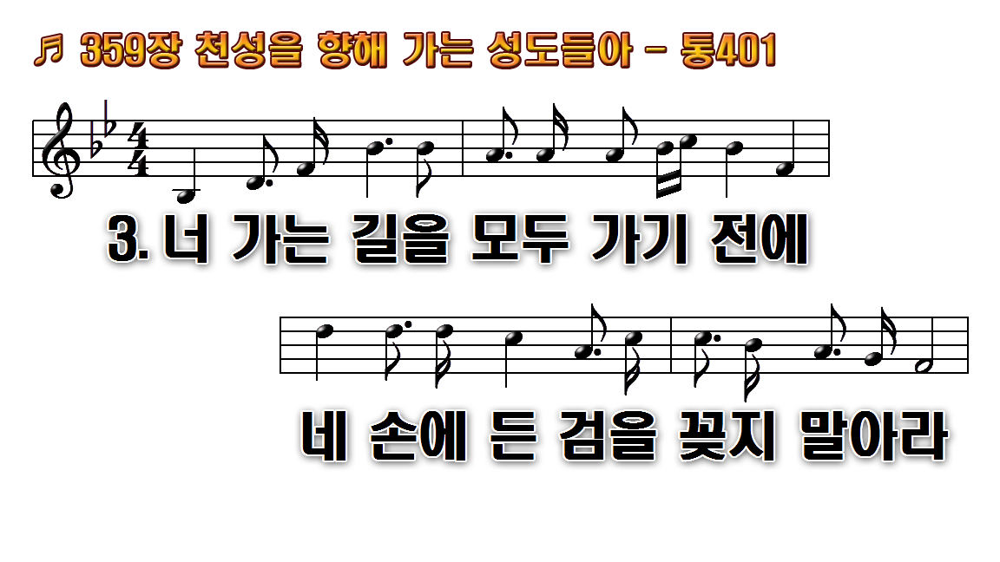 ♬ 359장 천성을 향해 가는 성도들아 - 통401
4
4
3. 너 가는 길을 모두 가기 전에
네 손에 든 검을 꽂지 말아라